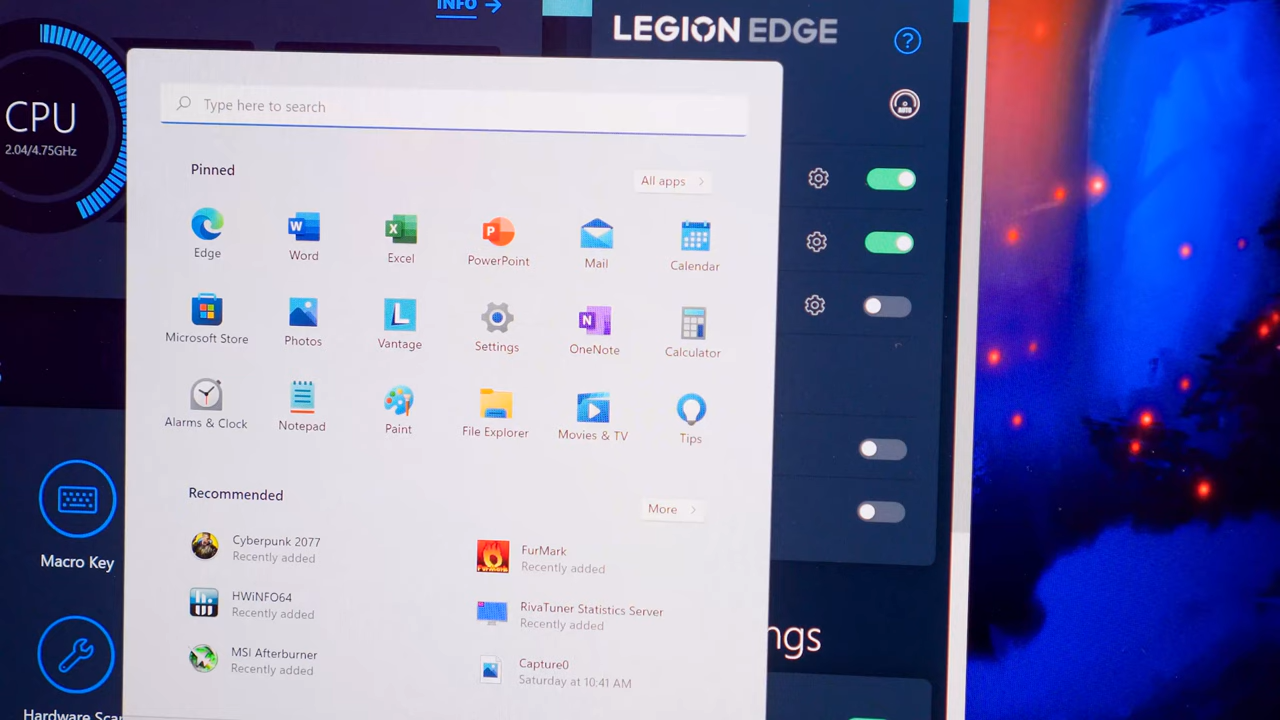 INFO
LEGION EDGE
?
CPU
2.04/4.75GHz
AUTO
Type here to search
Pinned
All apps
Edge
Word
Excel
PowerPoint
Mail
Calendar
Microsoft Store
Photos
Vantage
Settings
OneNote
Calculator
Alarms & Clock
Notepad
Paint
File Explorer
Movies & TV
Tips
Recommended
More
Cyberpunk 2077
Recently added
FurMark
Recently added
HWiNFO64
Recently added
RivaTuner Statistics Server
Recently added
MSI Afterburner
Recently added
Capture0
Saturday at 10:41 AM
Macro Key
Hardware Sca
ngs